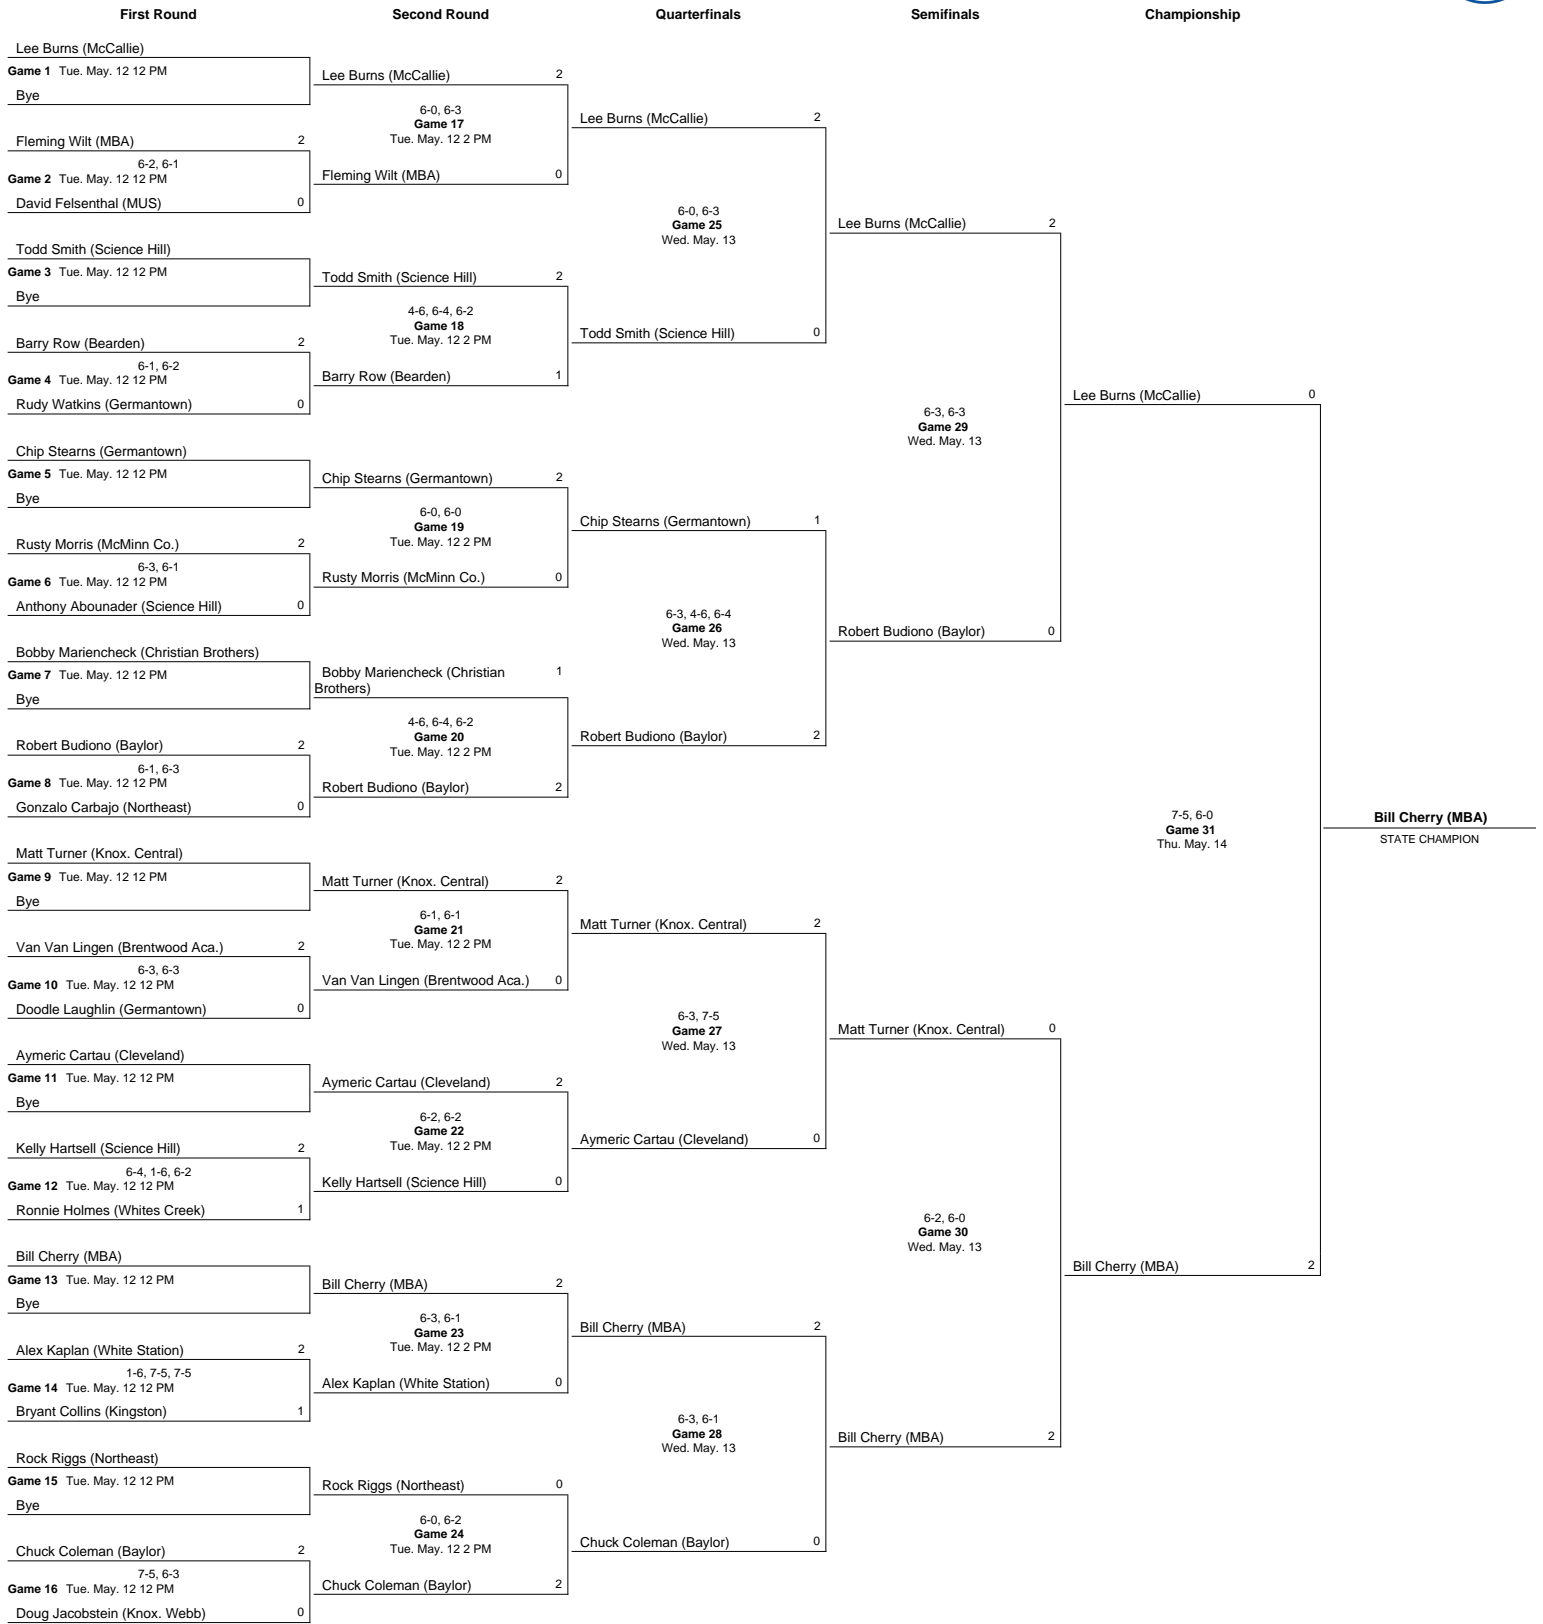 First Round
Second Round
Quarterfinals
Semifinals
Championship
Lee Burns (McCallie)
Game 1 Tue. May. 12 12 PM
Bye
Fleming Wilt (MBA) 2
6-2, 6-1
Game 2 Tue. May. 12 12 PM
David Felsenthal (MUS) 0
Todd Smith (Science Hill)
Game 3 Tue. May. 12 12 PM
Bye
Barry Row (Bearden) 2
6-1, 6-2
Game 4 Tue. May. 12 12 PM
Rudy Watkins (Germantown) 0
Chip Stearns (Germantown)
Game 5 Tue. May. 12 12 PM
Bye
Rusty Morris (McMinn Co.) 2
6-3, 6-1
Game 6 Tue. May. 12 12 PM
Anthony Abounader (Science Hill) 0
Bobby Mariencheck (Christian Brothers)
Game 7 Tue. May. 12 12 PM
Bye
Robert Budiono (Baylor) 2
6-1, 6-3
Game 8 Tue. May. 12 12 PM
Gonzalo Carbajo (Northeast) 0
Matt Turner (Knox. Central)
Game 9 Tue. May. 12 12 PM
Bye
Van Van Lingen (Brentwood Aca.) 2
6-3, 6-3
Game 10 Tue. May. 12 12 PM
Doodle Laughlin (Germantown) 0
Aymeric Cartau (Cleveland)
Game 11 Tue. May. 12 12 PM
Bye
Kelly Hartsell (Science Hill) 2
6-4, 1-6, 6-2
Game 12 Tue. May. 12 12 PM
Ronnie Holmes (Whites Creek) 1
Bill Cherry (MBA)
Game 13 Tue. May. 12 12 PM
Bye
Alex Kaplan (White Station) 2
1-6, 7-5, 7-5
Game 14 Tue. May. 12 12 PM
Bryant Collins (Kingston) 1
Rock Riggs (Northeast)
Game 15 Tue. May. 12 12 PM
Bye
Chuck Coleman (Baylor) 2
7-5, 6-3
Game 16 Tue. May. 12 12 PM
Doug Jacobstein (Knox. Webb) 0
Lee Burns (McCallie) 2
6-0, 6-3
Game 17
Tue. May. 12 2 PM
Fleming Wilt (MBA) 0
Todd Smith (Science Hill) 2
4-6, 6-4, 6-2
Game 18
Tue. May. 12 2 PM
Barry Row (Bearden) 1
Chip Stearns (Germantown) 2
6-0, 6-0
Game 19
Tue. May. 12 2 PM
Rusty Morris (McMinn Co.) 0
Bobby Mariencheck (Christian 1
Brothers)
4-6, 6-4, 6-2
Game 20
Tue. May. 12 2 PM
Robert Budiono (Baylor) 2
Matt Turner (Knox. Central) 2
6-1, 6-1
Game 21
Tue. May. 12 2 PM
Van Van Lingen (Brentwood Aca.) 0
Aymeric Cartau (Cleveland) 2
6-2, 6-2
Game 22
Tue. May. 12 2 PM
Kelly Hartsell (Science Hill) 0
Bill Cherry (MBA) 2
6-3, 6-1
Game 23
Tue. May. 12 2 PM
Alex Kaplan (White Station) 0
Rock Riggs (Northeast) 0
6-0, 6-2
Game 24
Tue. May. 12 2 PM
Chuck Coleman (Baylor) 2
Lee Burns (McCallie) 2
6-0, 6-3
Game 25
Wed. May. 13
Todd Smith (Science Hill) 0
Chip Stearns (Germantown) 1
6-3, 4-6, 6-4
Game 26
Wed. May. 13
Robert Budiono (Baylor) 2
Matt Turner (Knox. Central) 2
6-3, 7-5
Game 27
Wed. May. 13
Aymeric Cartau (Cleveland) 0
Bill Cherry (MBA) 2
6-3, 6-1
Game 28
Wed. May. 13
Chuck Coleman (Baylor) 0
Lee Burns (McCallie) 2
6-3, 6-3
Game 29
Wed. May. 13
Robert Budiono (Baylor) 0
Matt Turner (Knox. Central) 0
6-2, 6-0
Game 30
Wed. May. 13
Bill Cherry (MBA) 2
Lee Burns (McCallie) 0
7-5, 6-0
Game 31
Thu. May. 14
Bill Cherry (MBA) 2
Bill Cherry (MBA)
STATE CHAMPION